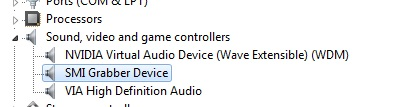 Ports (COM & LPT)
Processors
Sound, video and game controllers
NVIDIA Virtual Audio Device (Wave Extensible) (WDM)
SMI Grabber Device
VIA High Definition Audio